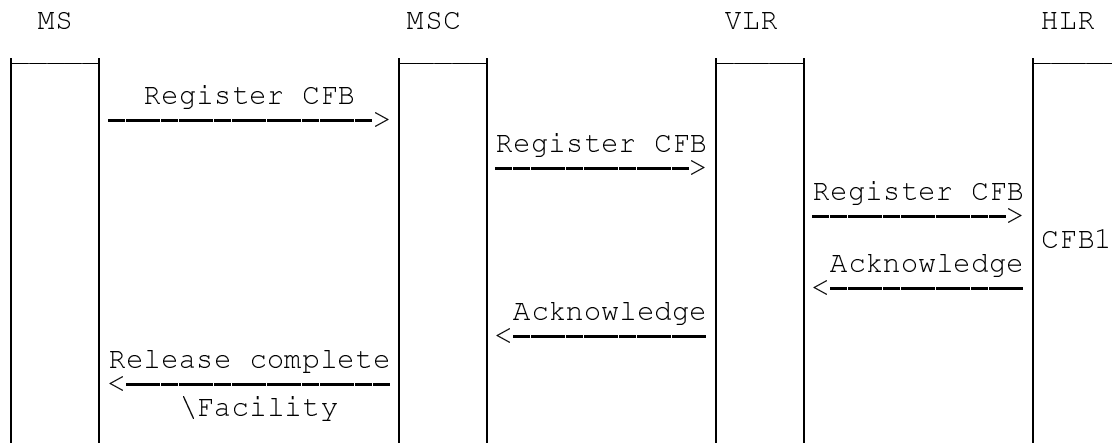 MS MSC VLR HLR
Register CFB
Register CFB
Register CFB
CFB1
Acknowledge
Acknowledge
Release complete
\Facility